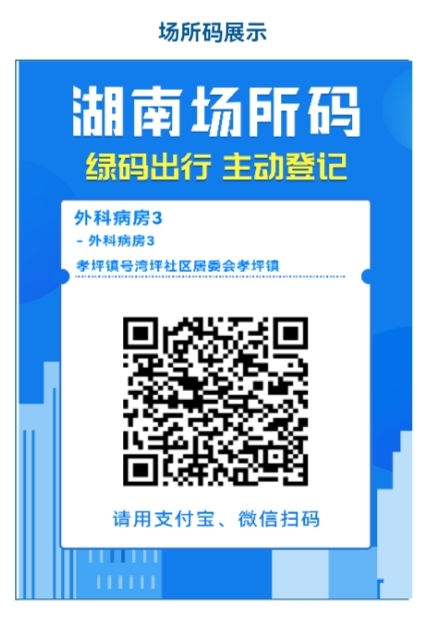 场所码展示
湖南场所码
绿码出行 主动登记
外科病房3
- 外科病房3
孝坪镇号湾坪社区居委会孝坪镇
请用支付宝、微信扫码